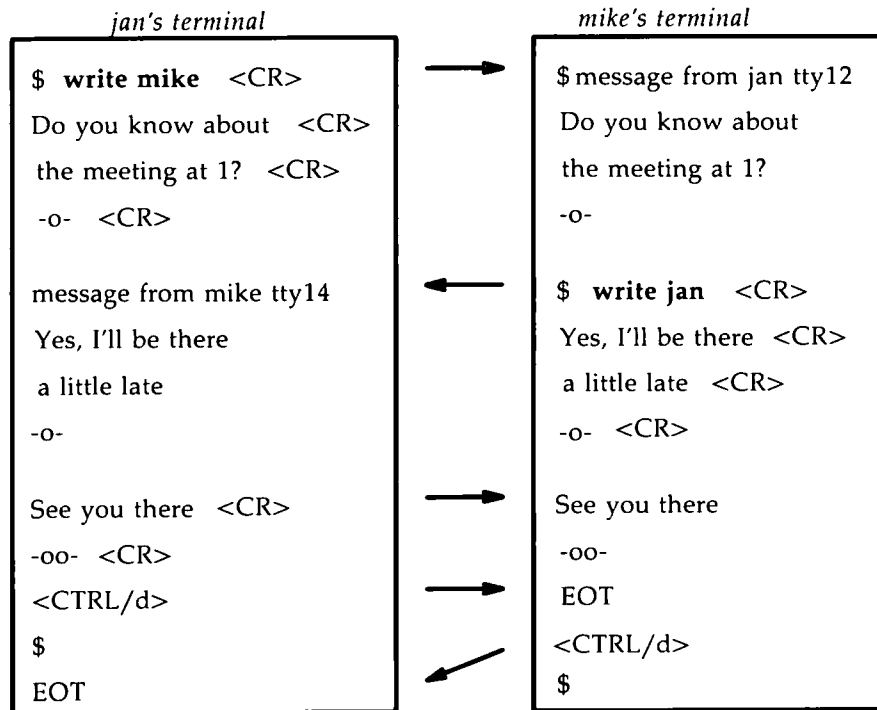 jan's terminal
$ write mike <CR>
Do you know about <CR>
the meeting at 1? <CR>
-o- <CR>
message from mike tty14
Yes, I'll be there
a little late
-o-
See you there <CR>
-oo- <CR>
<CTRL/d>
$
EOT
mike's terminal
$ message from jan tty12
Do you know about
the meeting at 1?
-o-
$ write jan <CR>
Yes, I'll be there <CR>
a little late <CR>
-o- <CR>
See you there
-oo-
EOT
<CTRL/d>
$